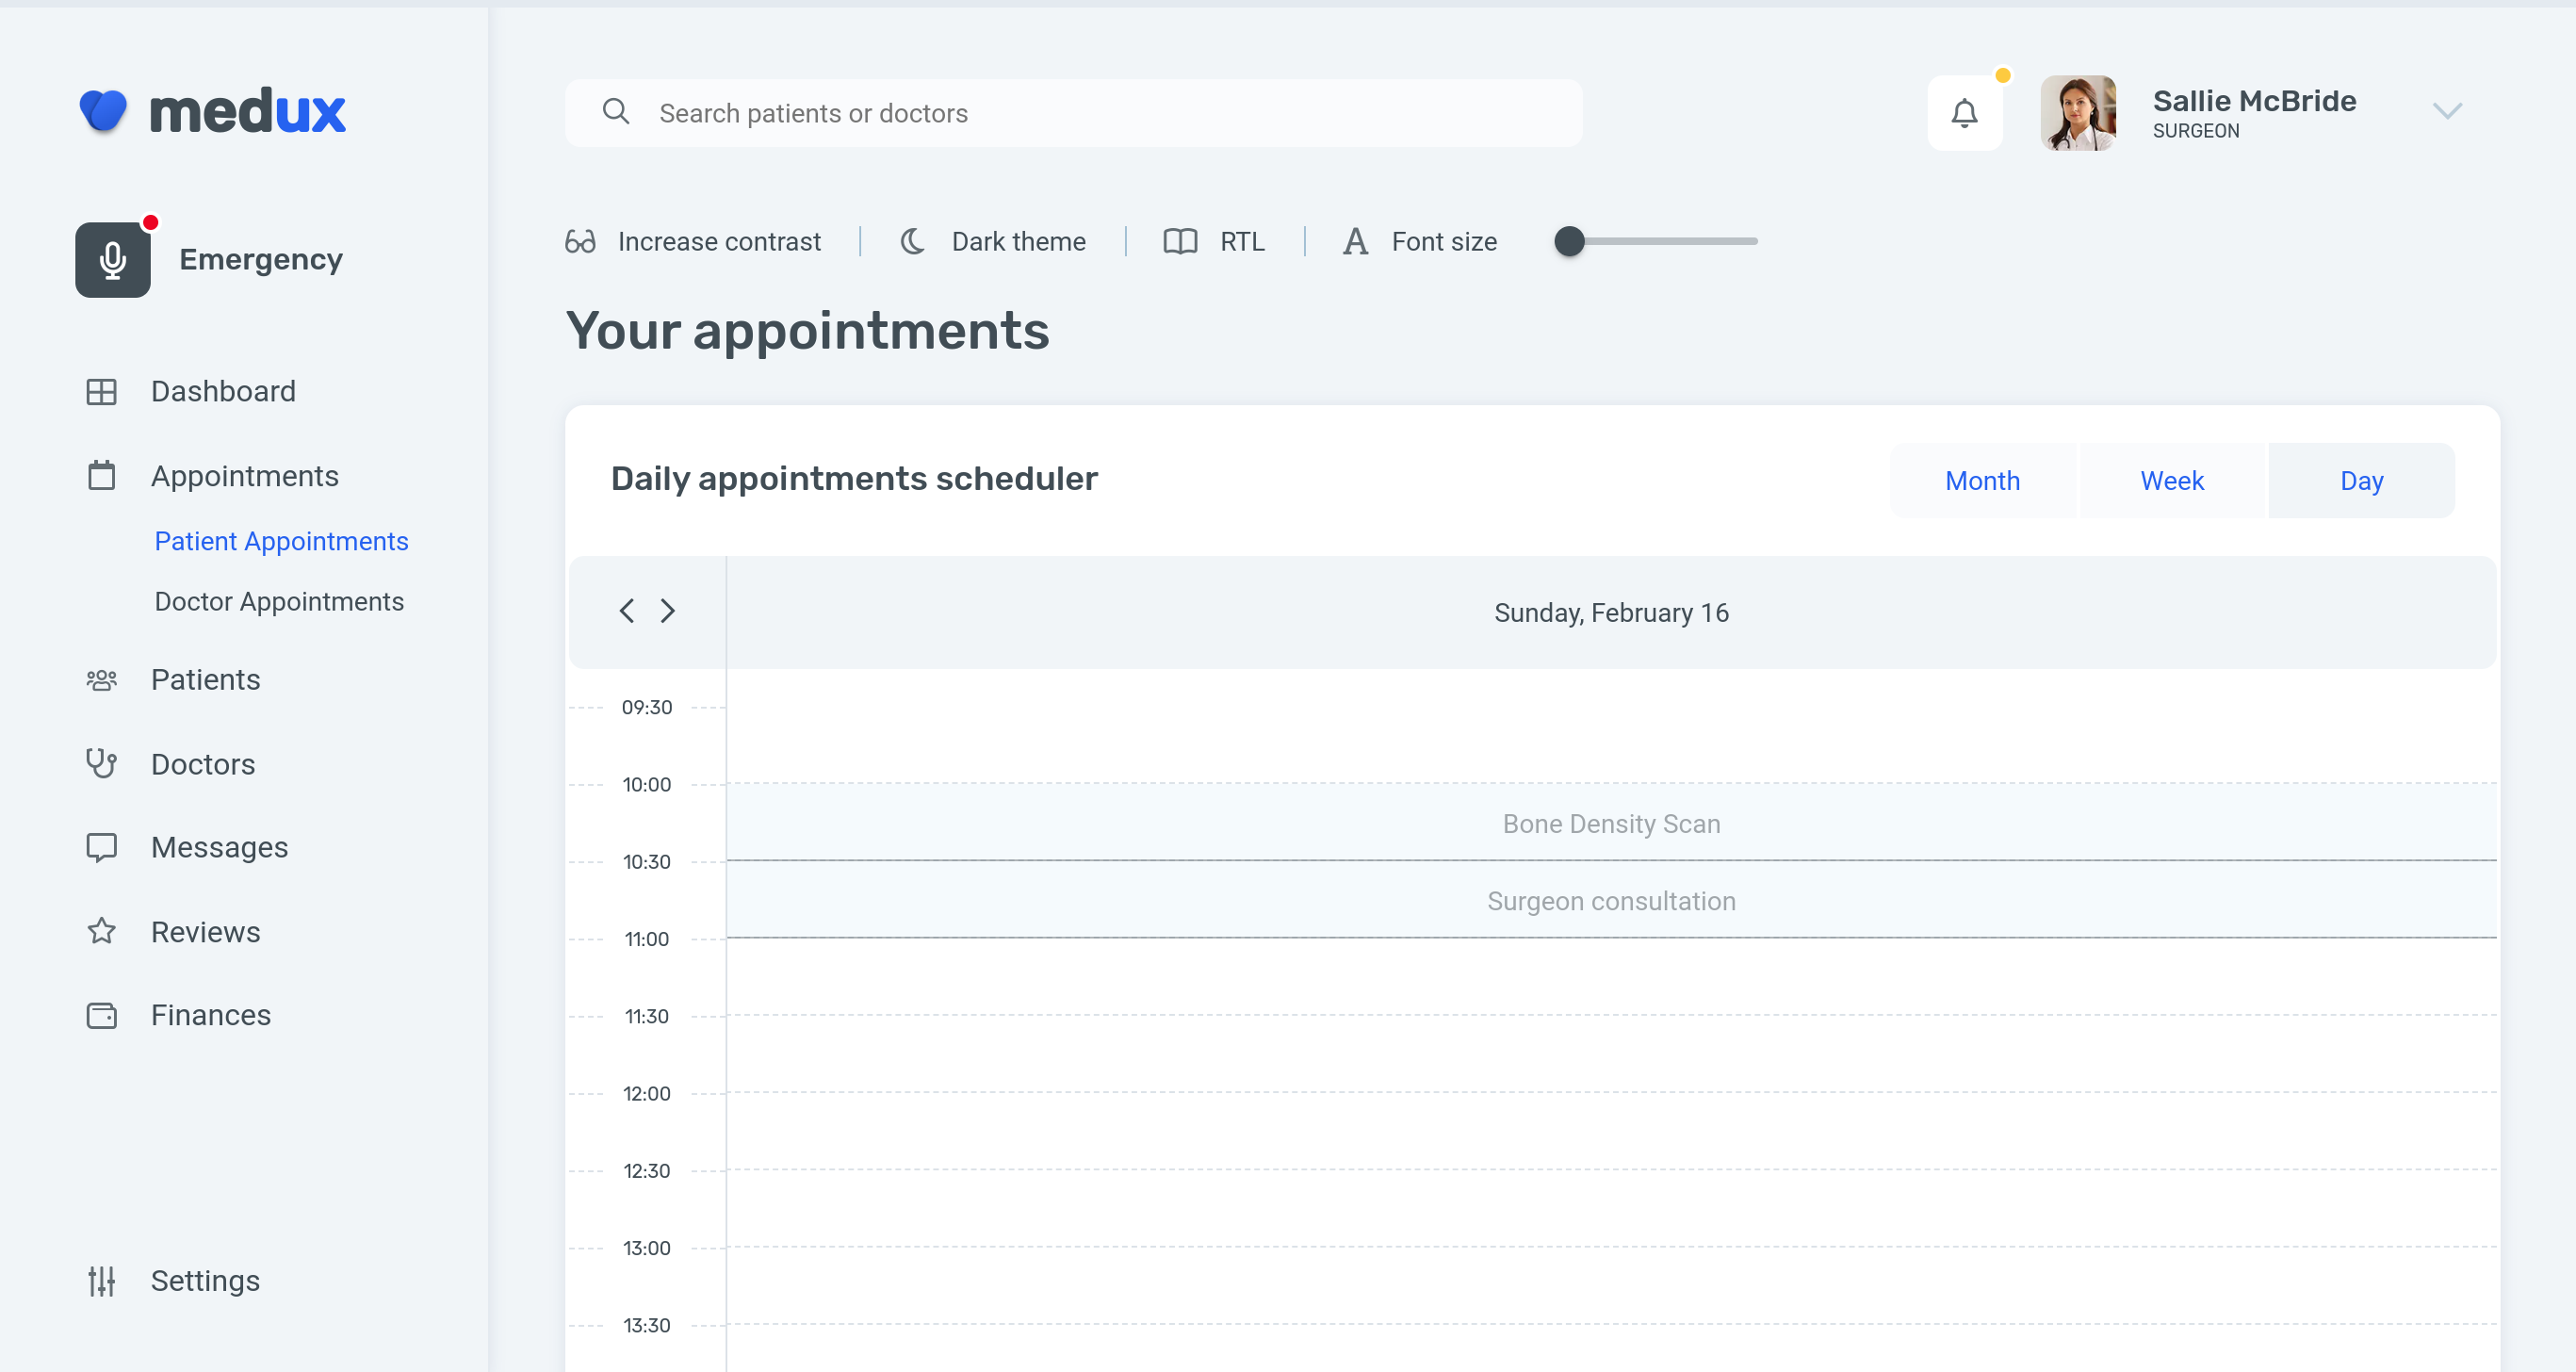 medux
Emergency
Dashboard
Appointments
Patient Appointments
Doctor Appointments
Patients
Doctors
Messages
Reviews
Finances
Settings
Search patients or doctors
Sallie McBride
SURGEON
Increase contrast
Dark theme
RTL
Font size
Your appointments
Daily appointments scheduler
Month
Week
Day
Sunday, February 16
09:30
10:00
Bone Density Scan
10:30
Surgeon consultation
11:00
11:30
12:00
12:30
13:00
13:30